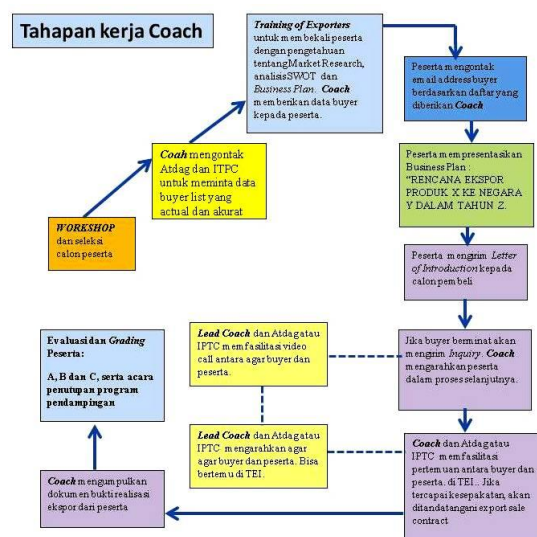 Tahapan kerja Coach
Training of Exporters
untuk membekali peserta
dengan pengetahuan
tentang Market Research,
analisis SWOT dan
Business Plan. Coach
memberikan data buyer
kepada peserta.
Peserta mengontak
email address buyer
berdasarkan daftar yang
diberikan Coach
Coah mengontak
Atdag dan ITPC
untuk meminta data
buyer list yang
actual dan akurat
Peserta mempresentasikan
Business Plan :
"RENCANA EKSPOR
PRODUK X KE NEGARA
Y DALAM TAHUN Z.
WORKSHOP
dan seleksi
calon peserta
Peserta mengirim Letter
of Introduction kepada
calon pembeli
Evaluasi dan Grading
Peserta:
A, B dan C, serta acara
penutupan program
pendampingan
Lead Coach dan Atdag atau
IPTC memfasilitasi video
call antara agar buyer dan
peserta.
Jika buyer berminat akan
mengirim Inquiry. Coach
mengarahkan peserta
dalam proses selanjutnya.
Lead Coach dan Atdag atau
IPTC mengarahkan agar
agar buyer dan peserta. Bisa
bertemu di TEI.
Coach dan Atdag atau
IPTC memfasilitasi
pertemuan antara buyer dan
peserta. di TEI.. Jika
tercapai kesepakatan, akan
ditandatangani export sale
contract
Coach mengumpulkan
dokumen bukti realisasi
ekspor dari peserta